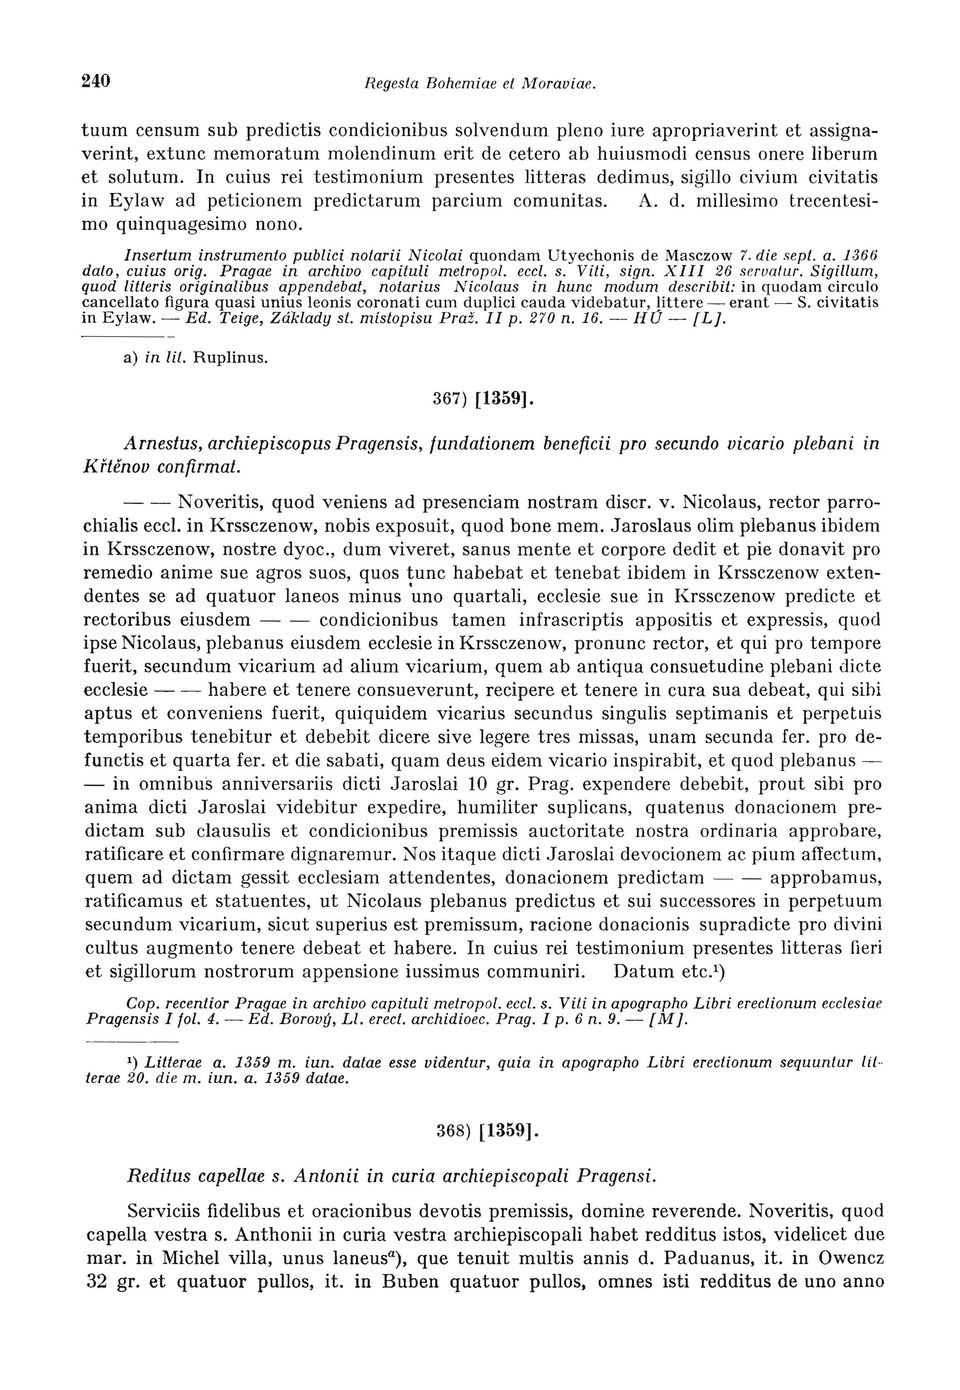 240 Regesta Bohemiae et Moraviae.
tuum censum sub predictis condicionibus solvendum pleno iure apropriaverint et assigna-
verint, extunc memoratum molendinum erit de cetero ab huiusmodi census onere liberum
et solutum. In cuius rei testimonium presentes litteras dedimus, sigillo civium civitatis
in Eylaw ad peticionem predictarum parcium comunitas. A. d. millesimo trecentesi-
mo quinquagesimo nono.
Insertum instrumento publici notarii Nicolai quondam Utyechonis de Masczow 7. die sept. a. 1366
dato, cuius orig. Pragae in archivo capituli metropol. eccl. s. Viti, sign. XIII 26 servatur. Sigillum,
quod litteris originalibus appendebat, notarius Nicolaus in hunc modum describit: in quodam circulo
cancellato figura quasi unius leonis coronati cum duplici cauda videbatur, littere — erant — S. civitatis
in Eylaw. — Ed. Teige, Základy st. místopisu Praž. II p. 270 n. 16. — HÚ — [L].
a) in lit. Ruplinus.
367) [1359].
Arnestus, archiepiscopus Pragensis, fundationem beneficii pro secundo vicario plebani in
Křtěnov confirmat.
— — Noveritis, quod veniens ad presenciam nostram discr. v. Nicolaus, rector parro-
chialis eccl. in Krssczenow, nobis exposuit, quod bone mem. Jaroslaus olim plebanus ibidem
in Krssczenow, nostre dyoc., dum viveret, sanus mente et corpore dedit et pie donavit pro
remedio anime sue agros suos, quos tunc habebat et tenebat ibidem in Krssczenow exten-
dentes se ad quatuor laneos minus uno quartali, ecclesie sue in Krssczenow predicte et
rectoribus eiusdem — — condicionibus tamen infrascriptis appositis et expressis, quod
ipse Nicolaus, plebanus eiusdem ecclesie in Krssczenow, pronunc rector, et qui pro tempore
fuerit, secundum vicarium ad alium vicarium, quem ab antiqua consuetudine plebani dicte
ecclesie — — habere et tenere consueverunt, recipere et tenere in cura sua debeat, qui sibi
aptus et conveniens fuerit, quiquidem vicarius secundus singulis septimanis et perpetuis
temporibus tenebitur et debebit dicere sive legere tres missas, unam secunda fer. pro de-
functis et quarta fer. et die sabati, quam deus eidem vicario inspirabit, et quod plebanus —
— in omnibus anniversariis dicti Jaroslai 10 gr. Prag. expendere debebit, prout sibi pro
anima dicti Jaroslai videbitur expedire, humiliter suplicans, quatenus donacionem pre-
dictam sub clausulis et condicionibus premissis auctoritate nostra ordinaria approbare,
ratificare et confirmare dignaremur. Nos itaque dicti Jaroslai devocionem ac pium affectum,
quem ad dictam gessit ecclesiam attendentes, donacionem predictam — — approbamus,
ratificamus et statuentes, ut Nicolaus plebanus predictus et sui successores in perpetuum
secundum vicarium, sicut superius est premissum, racione donacionis supradicte pro divini
cultus augmento tenere debeat et habere. In cuius rei testimonium presentes litteras fieri
et sigillorum nostrorum appensione iussimus communiri. Datum etc.¹)
Cop. recentior Pragae in archivo capituli metropol. eccl. s. Viti in apographo Libri erectionum ecclesiae
Pragensis I fol. 4. — Ed. Borový, Ll. erect. archidioec. Prag. I p. 6 n. 9. — [M].
¹) Litterae a. 1359 m. iun. datae esse videntur, quia in apographo Libri erectionum sequuntur lit-
terae 20. die m. iun. a. 1359 datae.
368) [1359].
Reditus capellae s. Antonii in curia archiepiscopali Pragensi.
Serviciis fidelibus et oracionibus devotis premissis, domine reverende. Noveritis, quod
capella vestra s. Anthonii in curia vestra archiepiscopali habet redditus istos, videlicet due
mar. in Michel villa, unus laneusᵃ), que tenuit multis annis d. Paduanus, it. in Owencz
32 gr. et quatuor pullos, it. in Buben quatuor pullos, omnes isti redditus de uno anno